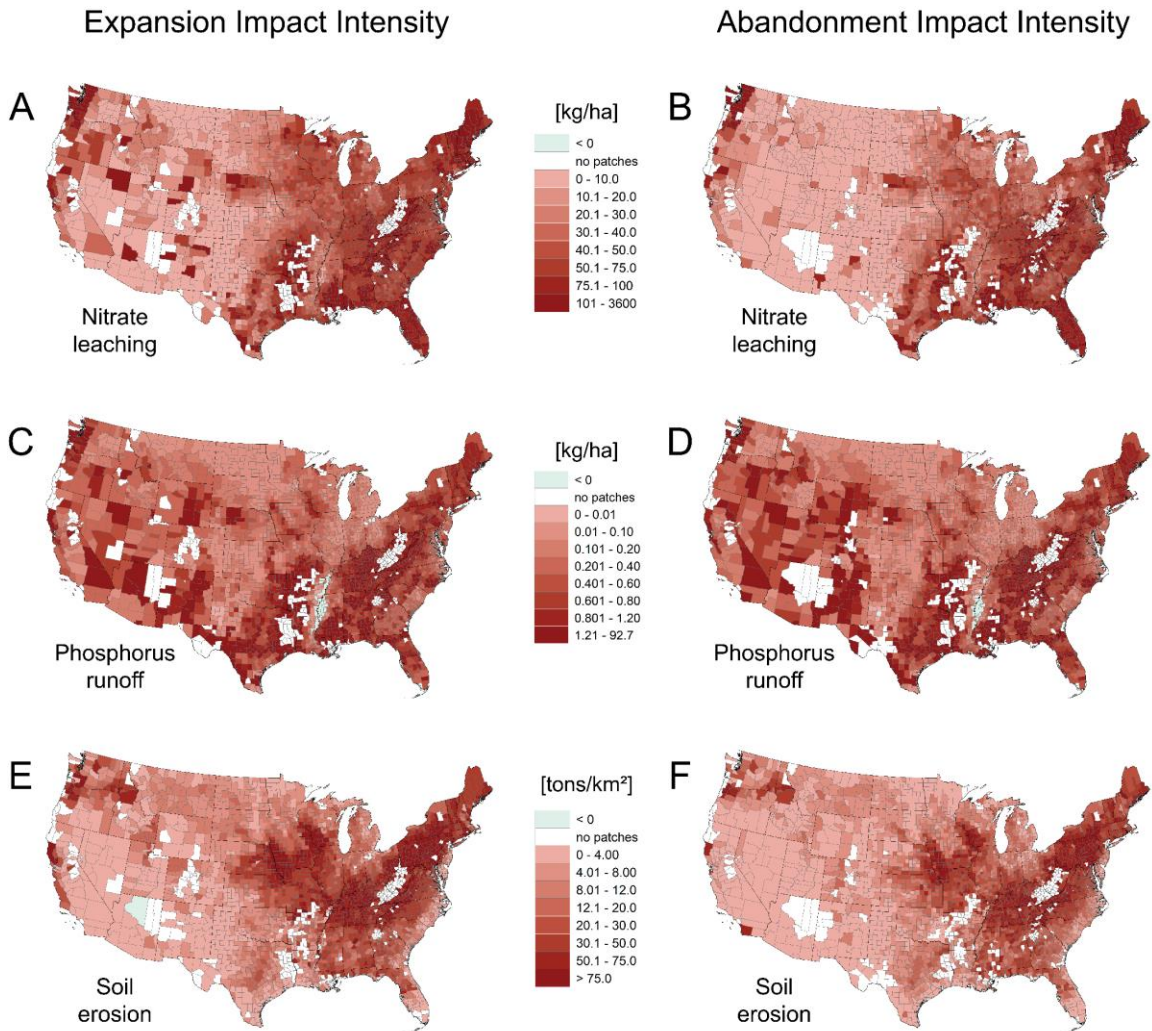 Expansion Impact Intensity
Abandonment Impact Intensity
A
[kg/ha]
< 0
no patches
0 - 10.0
10.1 - 20.0
20.1 - 30.0
30.1 - 40.0
40.1 - 50.0
50.1 - 75.0
75.1 - 100
101 - 3600
B
Nitrate
leaching
Nitrate
leaching
C
[kg/ha]
< 0
no patches
0 - 0.01
0.01 - 0.10
0.101 - 0.20
0.201 - 0.40
0.401 - 0.60
0.601 - 0.80
0.801 - 1.20
1.21 - 92.7
D
Phosphorus
runoff
Phosphorus
runoff
E
[tons/km²]
< 0
no patches
0 - 4.00
4.01 - 8.00
8.01 - 12.0
12.1 - 20.0
20.1 - 30.0
30.1 - 50.0
50.1 - 75.0
> 75.0
F
Soil
erosion
Soil
erosion